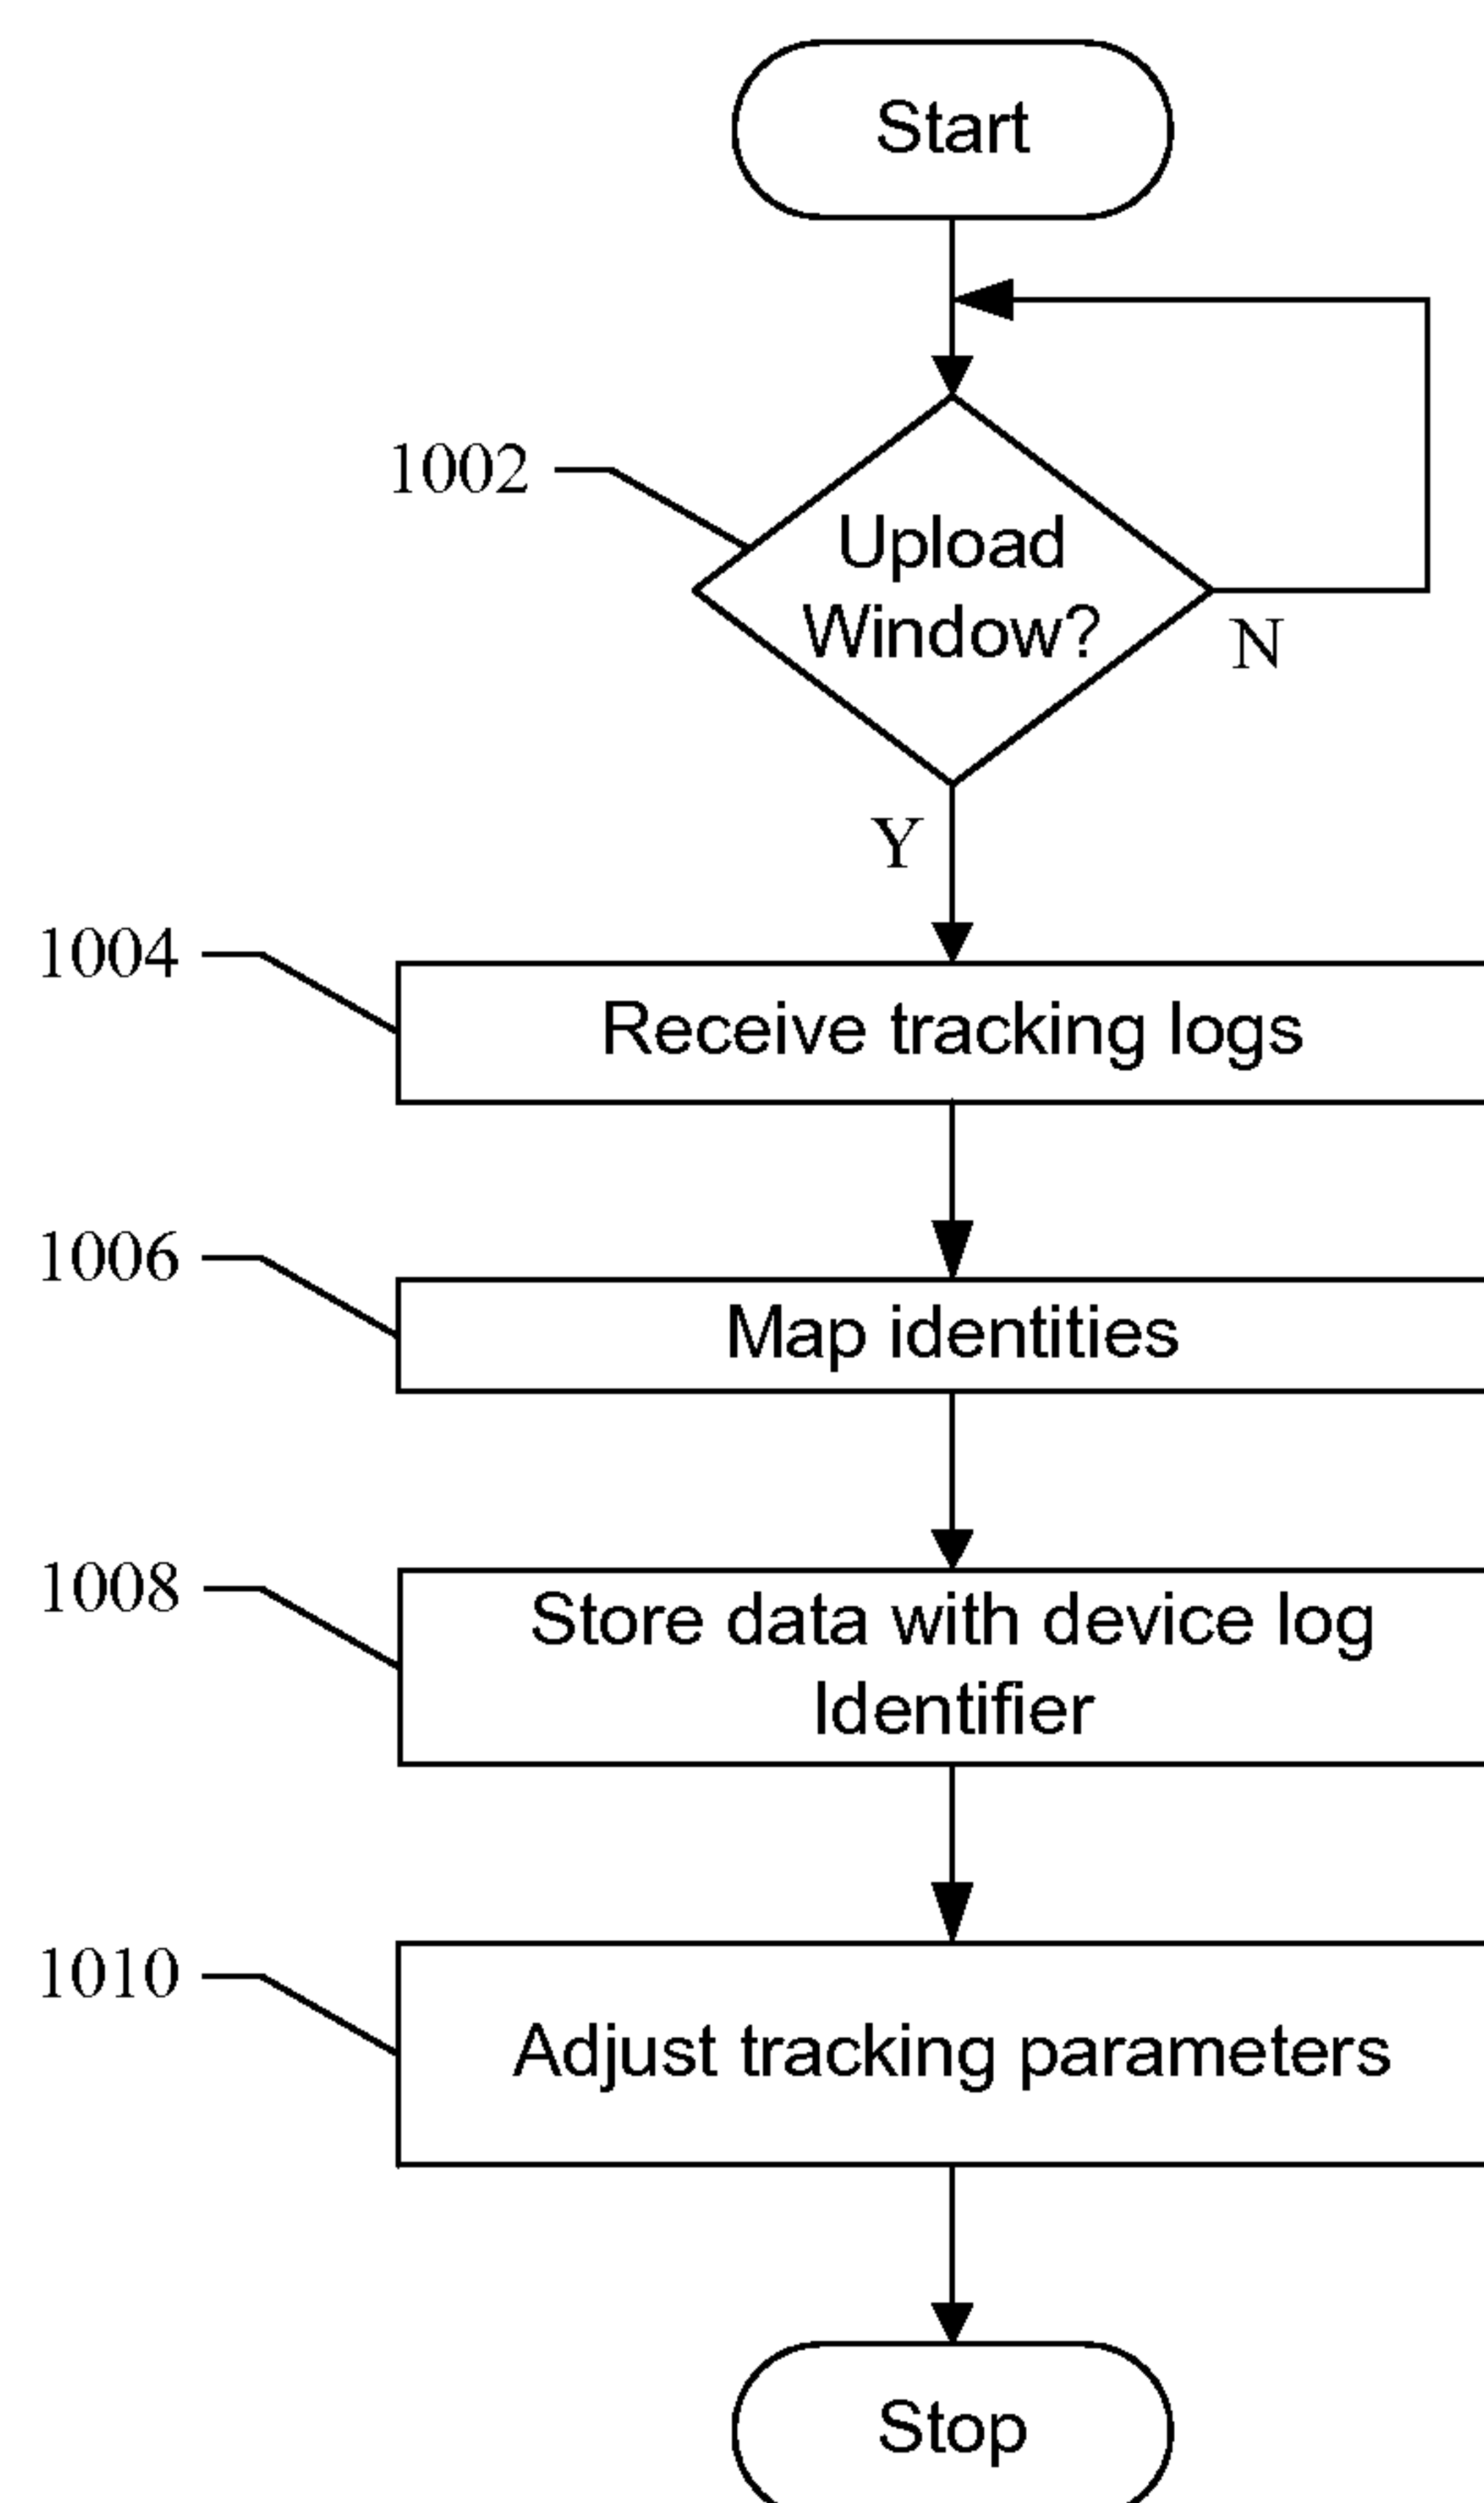 Start
1002
Upload
Window?
N
Y
1004
Receive tracking logs
1006
Map identities
1008
Store data with device log
Identifier
1010
Adjust tracking parameters
Stop